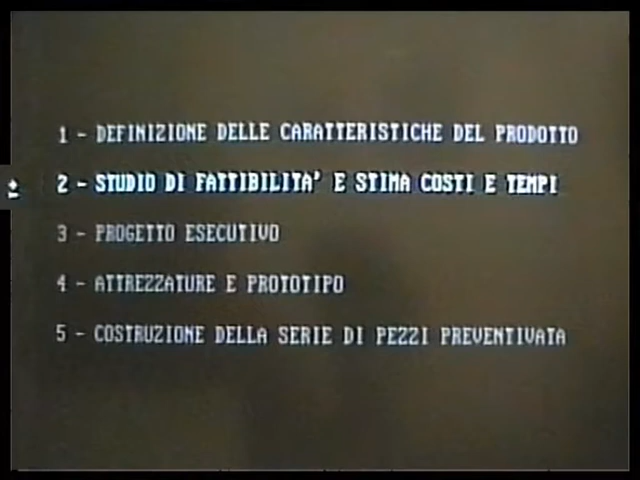 1 - DEFINIZIONE DELLE CARATTERISTICHE DEL PRODOTTO
2 - STUDIO DI FATTIBILITA' E STIMA COSTI E TEMPI
3 - PROGETTO ESECUTIVO
4 - ATTREZZATURE E PROTOTIPO
5 - COSTRUZIONE DELLA SERIE DI PEZZI PREVENTIVATA